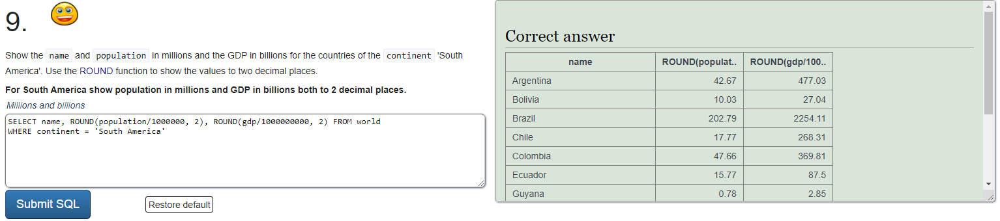 9.
Show the name and population in millions and the GDP in billions for the countries of the continent 'South
America'. Use the ROUND function to show the values to two decimal places.
For South America show population in millions and GDP in billions both to 2 decimal places.
Millions and billions
SELECT name, ROUND(population/1000000, 2), ROUND(gdp/1000000000, 2) FROM world
WHERE continent = 'South America'
Submit SQL Restore default
Correct answer
name ROUND(populat.. ROUND(gdp/100..
Argentina 42.67 477.03
Bolivia 10.03 27.04
Brazil 202.79 2254.11
Chile 17.77 268.31
Colombia 47.66 369.81
Ecuador 15.77 87.5
Guyana 0.78 2.85